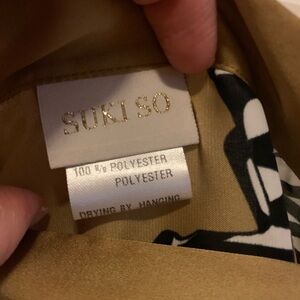 SUKI SO
100 % POLYESTER
POLYESTER
DRYING BY HANGING